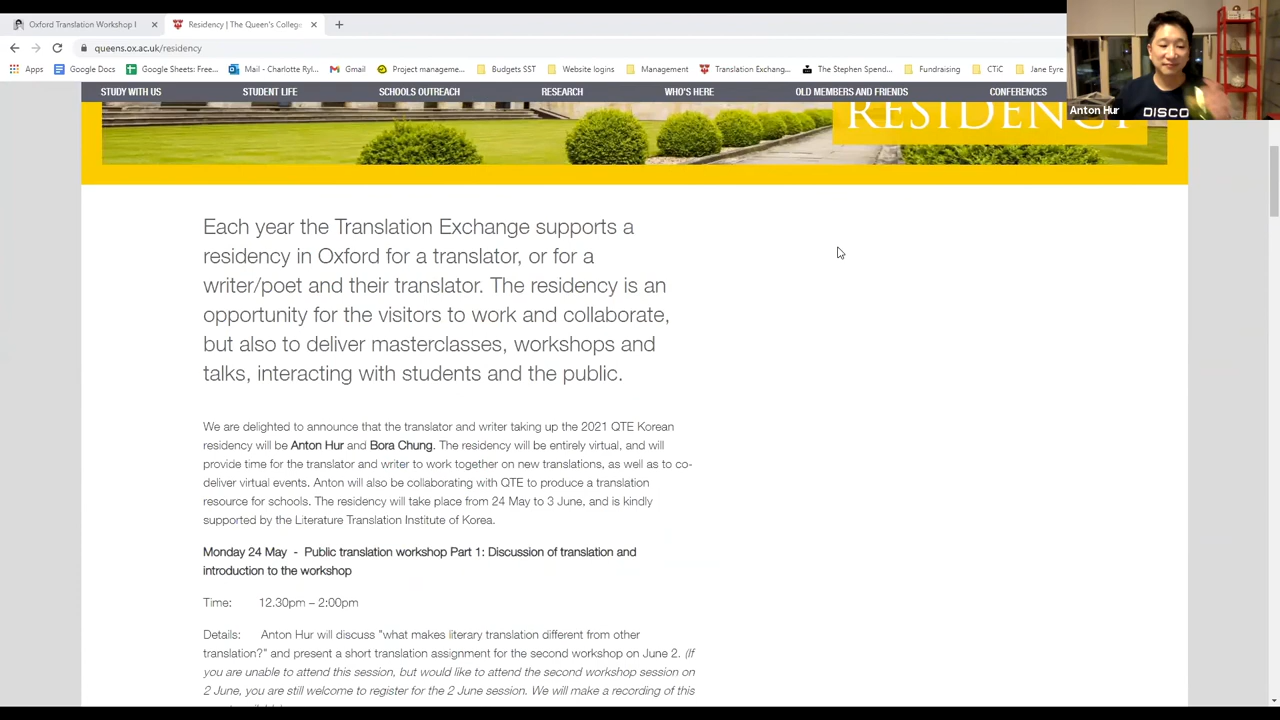 Oxford Translation Workshop I
Residency | The Queen's College
queens.ox.ac.uk/residency
Apps
Google Docs
Google Sheets: Free...
Mail - Charlotte Ryl...
Gmail
Project manageme...
Budgets SST
Website logins
Management
Translation Exchang...
The Stephen Spend...
Fundraising
CTiC
Jane Eyre
Anton Hur
DISCO
STUDY WITH US
STUDENT LIFE
SCHOOLS OUTREACH
RESEARCH
WHO'S HERE
OLD MEMBERS AND FRIENDS
CONFERENCES
RESIDENCY
Each year the Translation Exchange supports a
residency in Oxford for a translator, or for a
writer/poet and their translator. The residency is an
opportunity for the visitors to work and collaborate,
but also to deliver masterclasses, workshops and
talks, interacting with students and the public.
We are delighted to announce that the translator and writer taking up the 2021 QTE Korean
residency will be Anton Hur and Bora Chung. The residency will be entirely virtual, and will
provide time for the translator and writer to work together on new translations, as well as to co-
deliver virtual events. Anton will also be collaborating with QTE to produce a translation
resource for schools. The residency will take place from 24 May to 3 June, and is kindly
supported by the Literature Translation Institute of Korea.
Monday 24 May - Public translation workshop Part 1: Discussion of translation and
introduction to the workshop
Time: 12.30pm – 2:00pm
Details: Anton Hur will discuss "what makes literary translation different from other
translation?" and present a short translation assignment for the second workshop on June 2. (If
you are unable to attend this session, but would like to attend the second workshop session on
2 June, you are still welcome to register for the 2 June session. We will make a recording of this